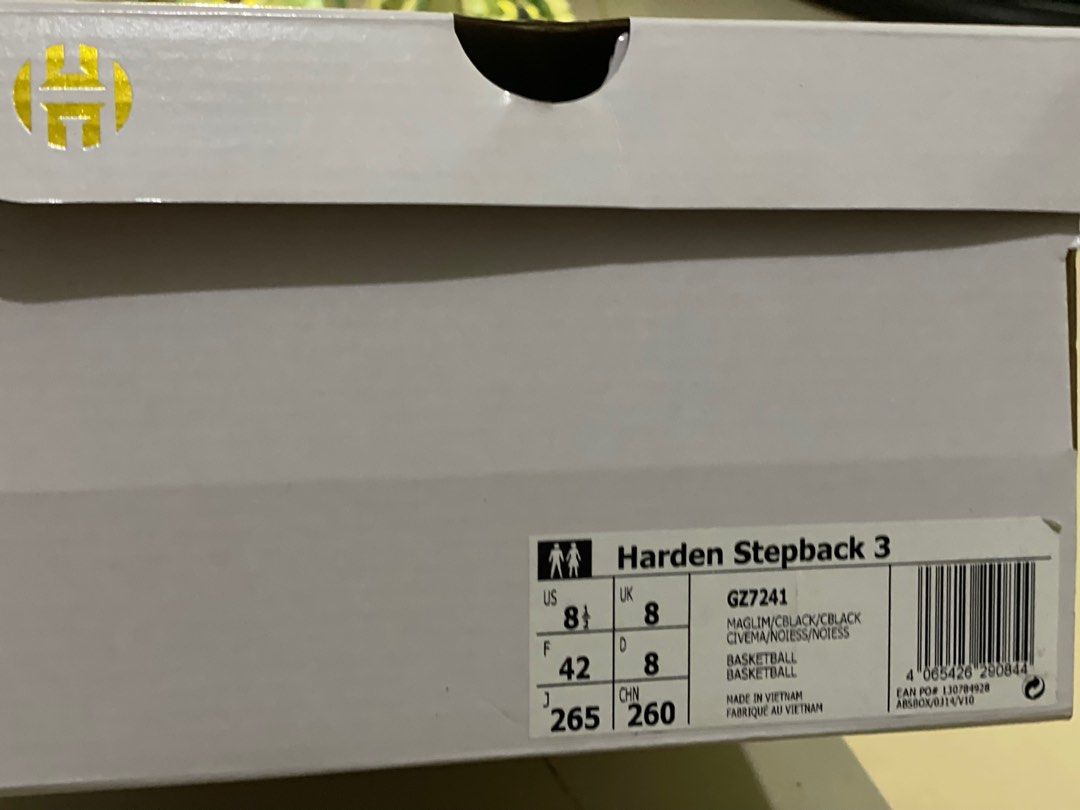 Harden Stepback 3
US 8½ UK 8
F 42 D 8
J 265 CHN 260
GZ7241
MAGLIM/CBLACK/CBLACK
CIVEMA/NOIESS/NOIESS
BASKETBALL
BASKETBALL
MADE IN VIETNAM
FABRIQUÉ AU VIETNAM
4 065426 290844
EAN PO# 130784928
ABSBOX/0314/V10